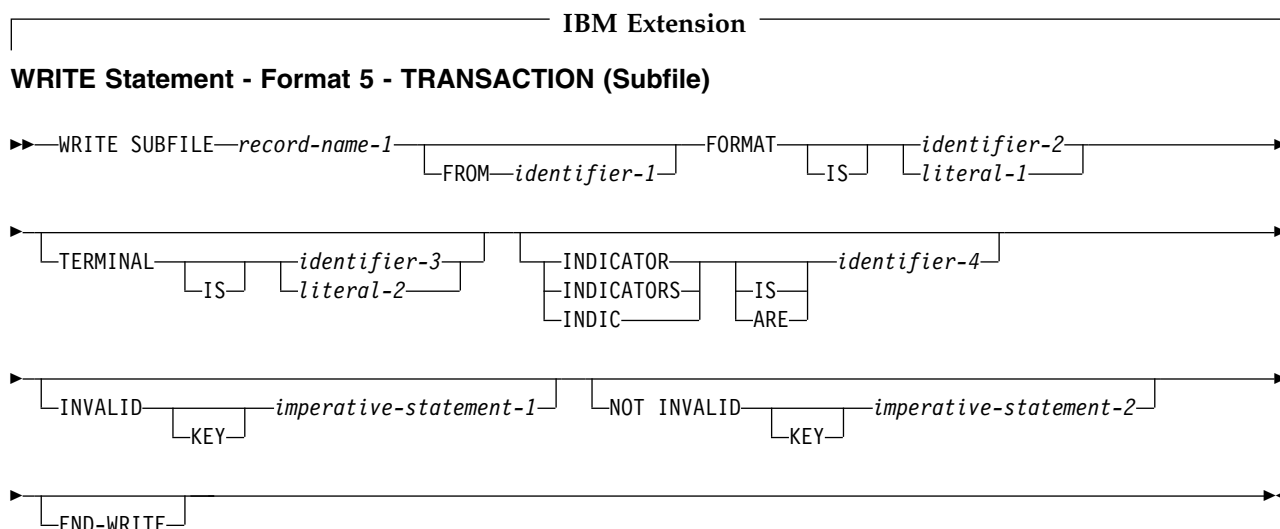 IBM Extension
WRITE Statement - Format 5 - TRANSACTION (Subfile)
WRITE SUBFILE record-name-1 FORMAT identifier-2
FROM identifier-1 IS literal-1
TERMINAL identifier-3 INDICATOR identifier-4
IS literal-2 INDICATORS IS
INDIC ARE
INVALID imperative-statement-1 NOT INVALID imperative-statement-2
KEY KEY
END-WRITE